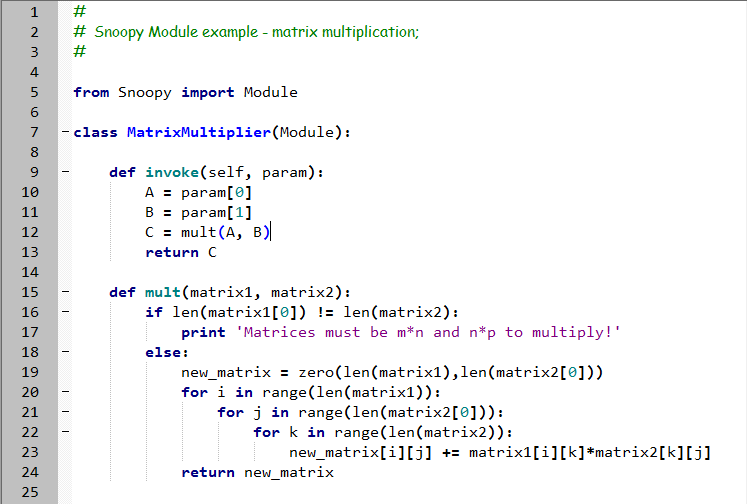 1 #
2 # Snoopy Module example - matrix multiplication;
3 #
4
5 from Snoopy import Module
6
7 class MatrixMultiplier(Module):
8
9 def invoke(self, param):
10 A = param[0]
11 B = param[1]
12 C = mult(A, B)
13 return C
14
15 def mult(matrix1, matrix2):
16 if len(matrix1[0]) != len(matrix2):
17 print 'Matrices must be m*n and n*p to multiply!'
18 else:
19 new_matrix = zero(len(matrix1),len(matrix2[0]))
20 for i in range(len(matrix1)):
21 for j in range(len(matrix2[0])):
22 for k in range(len(matrix2)):
23 new_matrix[i][j] += matrix1[i][k]*matrix2[k][j]
24 return new_matrix
25